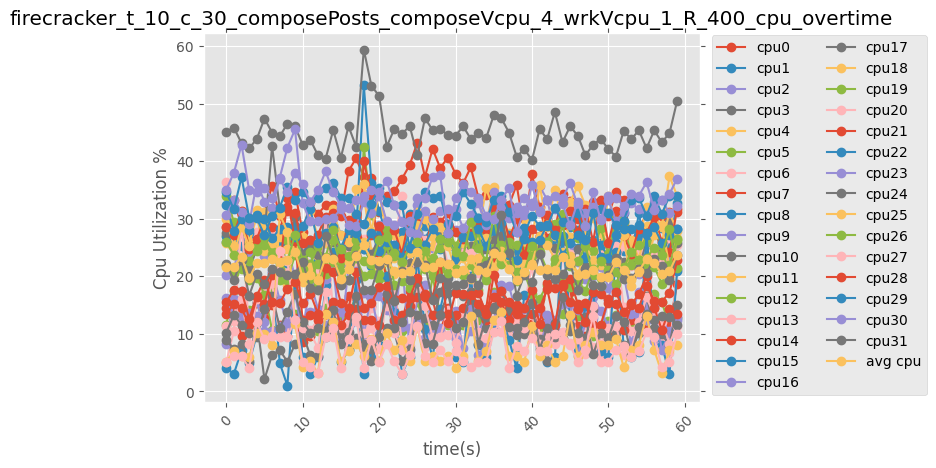 firecracker_t_10_c_30_composePosts_composeVcpu_4_wrkVcpu_1_R_400_cpu_overtime
Cpu Utilization %
60
50
40
30
20
10
0
0
10
20
30
40
50
60
time(s)
cpu0
cpu1
cpu2
cpu3
cpu4
cpu5
cpu6
cpu7
cpu8
cpu9
cpu10
cpu11
cpu12
cpu13
cpu14
cpu15
cpu16
cpu17
cpu18
cpu19
cpu20
cpu21
cpu22
cpu23
cpu24
cpu25
cpu26
cpu27
cpu28
cpu29
cpu30
cpu31
avg cpu